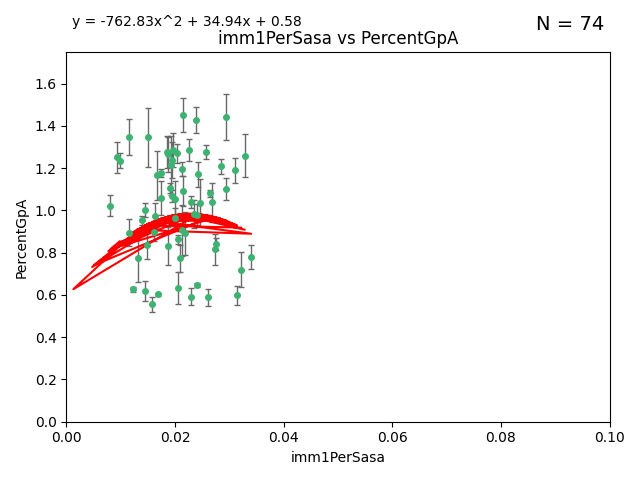 y = -762.83x^2 + 34.94x + 0.58
N = 74
imm1PerSasa vs PercentGpA
1.6
1.4
1.2
1.0
0.8
0.6
0.4
0.2
0.0
PercentGpA
0.00 0.02 0.04 0.06 0.08 0.10
imm1PerSasa